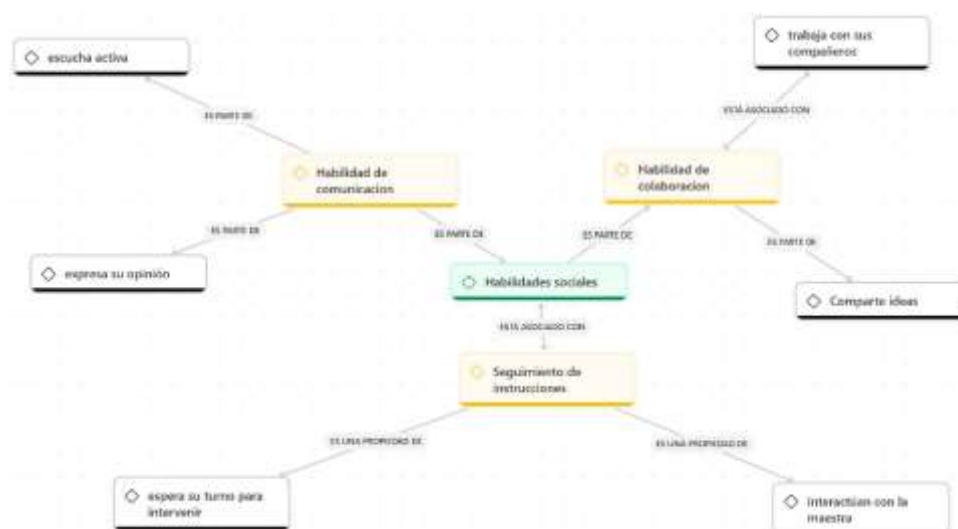 trabaja con sus
compañeros
escucha activa
ESTÁ ASOCIADO CON
ES PARTE DE
Habilidad de
comunicacion
Habilidad de
colaboracion
ES PARTE DE
ES PARTE DE
ES PARTE DE
ES PARTE DE
expresa su opinión
Habilidades sociales
Comparte ideas
ESTÁ ASOCIADO CON
Seguimiento de
instrucciones
ES UNA PROPIEDAD DE
ES UNA PROPIEDAD DE
espera su turno para
intervenir
interactúan con la
maestra